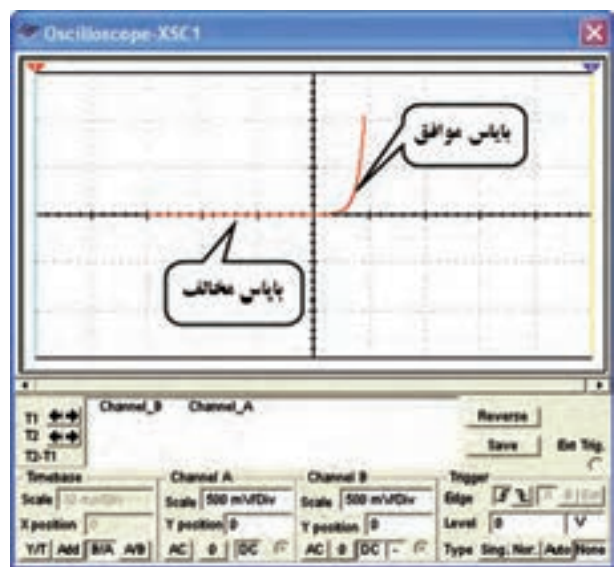 Oscilloscope-XSC1
بایاس موافق
بایاس مخالف
T1
T2
T2-T1
Channel_B Channel_A
Reverse
Save
Ext Trig.
Timebase
Scale
X position 0
Y/T Add B/A A/B
Channel A
Scale 500 mV/Div
Y position 0
AC 0 DC
Channel B
Scale 500 mV/Div
Y position 0
AC 0 DC -
Trigger
Edge A B Ext
Level 0 V
Type Sing. Nor. Auto None